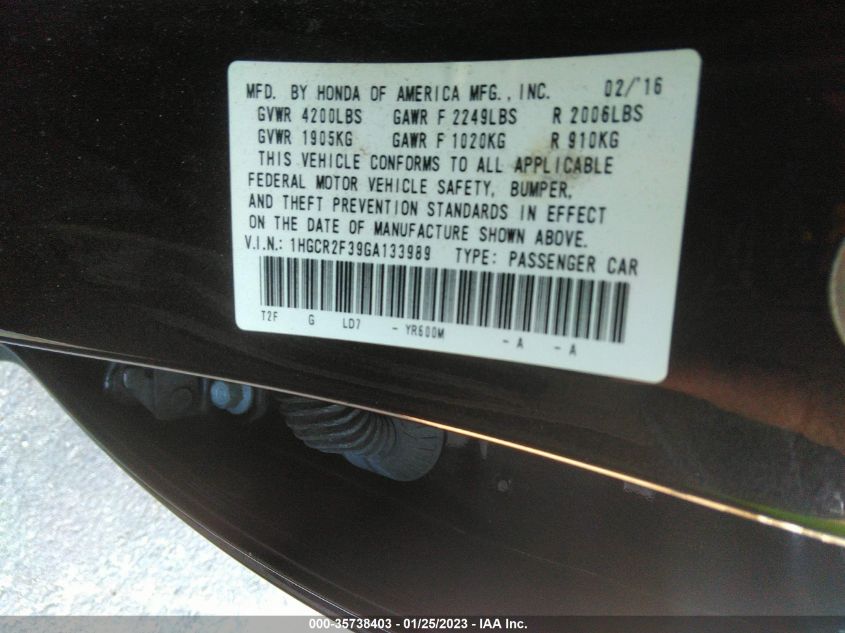 MFD. BY HONDA OF AMERICA MFG., INC. 02/'16
GVWR 4200LBS GAWR F 2249LBS R 2006LBS
GVWR 1905KG GAWR F 1020KG R 910KG
THIS VEHICLE CONFORMS TO ALL APPLICABLE
FEDERAL MOTOR VEHICLE SAFETY, BUMPER,
AND THEFT PREVENTION STANDARDS IN EFFECT
ON THE DATE OF MANUFACTURE SHOWN ABOVE.
V.I.N.: 1HGCR2F39GA133989 TYPE: PASSENGER CAR
T2F G LD7 - YR600M - A - A
000-35738403 - 01/25/2023 - IAA Inc.